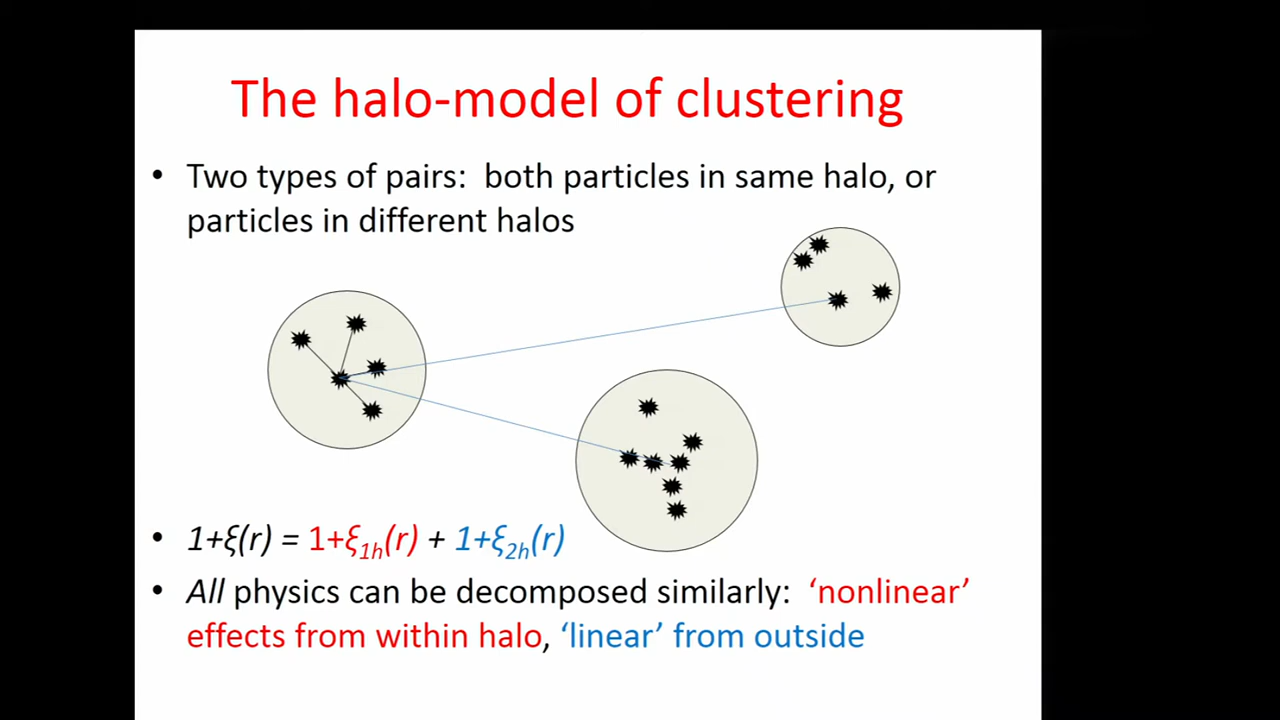 The halo-model of clustering
• Two types of pairs: both particles in same halo, or
particles in different halos
• 1+ξ(r) = 1+ξ1h(r) + 1+ξ2h(r)
• All physics can be decomposed similarly: ‘nonlinear’
effects from within halo, ‘linear’ from outside